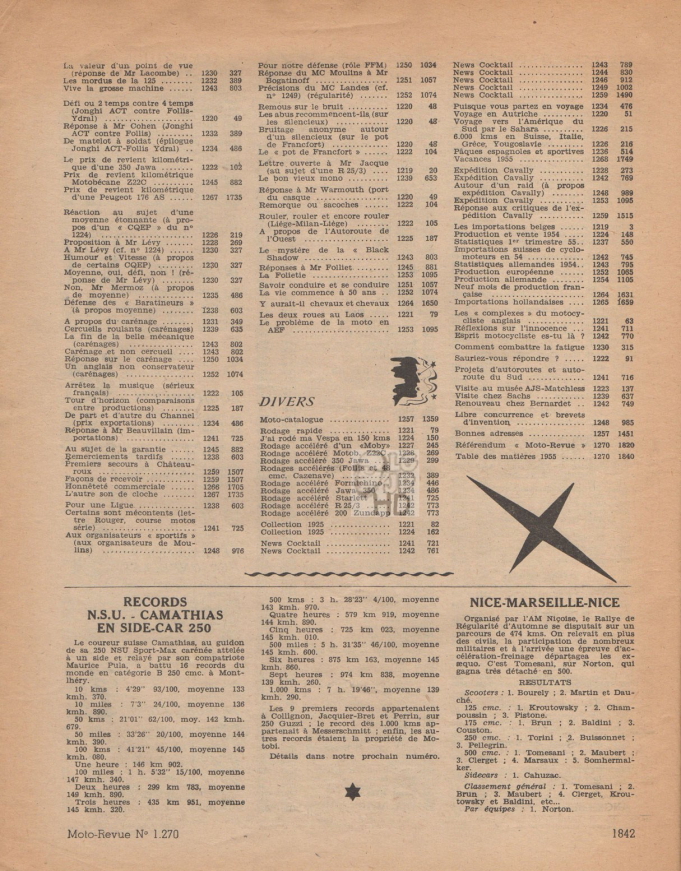 La valeur d'un point de vue
(réponse de Mr Lacombe) .. 1230 327
Les mordus de la 125 ........ 1232 389
Vive la grosse machine ...... 1243 803
Défi ou 2 temps contre 4 temps
(Jonghi ACT contre Follis-
Ydral) ..................... 1220 49
Réponse à Mr Cohen (Jonghi
ACT contre Follis) .......... 1232 389
De matelot à soldat (épilogue
Jonghi ACT-Follis Ydral) .. 1234 488
Le prix de revient kilométri-
que d'une 350 Jawa .......... 1222 102
Prix de revient kilométrique
Motobécane Z22C .......... 1245 882
Prix de revient kilométrique
d'une Peugeot 176 AS ..... 1267 1735
Réaction au sujet d'une
moyenne étonnante (à pro-
pos d'un « CQEP » du n°
1224) ....................... 1226 219
Proposition à Mr Lévy ...... 1228 269
A Mr Lévy (cf. n° 1224) .... 1230 327
Humour et Vitesse (à propos
de certains CQEP) .......... 1230 327
Moyenne, oui, défi, non ! (ré-
ponse de Mr Lévy) .......... 1230 327
Non, Mr Mermoz (à propos
de moyenne) ............... 1233 486
Défense des « Baratineurs »
(à propos moyenne) ....... 1238 603
A propos du carénage ....... 1231 349
Cercueils roulants (carénages) 1239 635
La fin de la belle mécanique
(carénages) ................. 1243 802
Carénage et non cercueil .... 1243 802
Réponse sur le carénage .... 1250 1034
Un anglais non conservateur
(carénages) ................. 1252 1074
Arrêtez la musique (sérieux
français) .................... 1222 105
Tour d'horizon (comparaisons
entre productions) ......... 1225 187
De part et d'autre du Channel
(prix exportations) ......... 1234 486
Réponse à Mr Beauvillain (im-
portations) .................. 1241 725
Au sujet de la garantie ..... 1245 882
Remerciements tardifs ...... 1238 603
Premiers secours à Château-
roux ......................... 1259 1507
Façons de recevoir .......... 1259 1507
Honnêteté commerciale ..... 1266 1705
L'autre son de cloche ....... 1267 1735
Pour une Ligue .............. 1238 603
Certains sont mécontents (let-
tre Rouger, course motos
série) ....................... 1241 725
Aux organisateurs « sportifs »
(aux organisateurs de Mou-
lins) ........................ 1248 976
Pour notre défense (rôle FFM) 1250 1034
Réponse du MC Moulins à Mr
Bogatinoff .................. 1251 1057
Précisions du MC Landes (cf.
n° 1249) (régularité) ....... 1252 1074
Remous sur le bruit ......... 1220 48
Les abus recommencent-ils (sur
les silencieux) ............. 1220 48
Bruitage anonyme autour
d'un silencieux (sur le pot
de Francfort) .............. 1220 48
Le « pot de Francfort » ...... 1222 104
Lettre ouverte à Mr Jacque
(au sujet d'une R 25/3) .... 1219 20
Le bon vieux mono .......... 1239 653
Réponse à Mr Warmouth (port
du casque .................. 1220 49
Remorque ou sacoches ...... 1222 104
Rouler, rouler et encore rouler
(Liége-Milan-Liége) ....... 1222 105
A propos de l'Autoroute de
l'Ouest ..................... 1225 187
Le mystère de la « Black
Shadow ..................... 1243 803
Réponses à Mr Folliet ....... 1245 881
La Folietie ................... 1253 1095
Savoir conduire et se conduire 1251 1057
La vie commence à 50 ans . 1252 1074
Y aurait-il chevaux et chevaux 1264 1650
Les deux roues au Laos .... 1221 79
Le problème de la moto en
AEF ........................ 1253 1095
DIVERS
Moto-catalogue .............. 1257 1359
Rodage rapide ............... 1221 79
J'ai rodé ma Vespa en 150 kms 1224 150
Rodage accéléré d'un «Moby» 1227 245
Rodage accéléré Motob. Z22C 1228 269
Rodage accéléré 350 Jawa 299
Rodages accélérés (Follis 48
cmc. Cazenave) 389
Rodage accéléré 446
Rodage accéléré Jawa 486
Rodage accéléré Starlett 725
Rodage accéléré R 25/3 773
Rodage accéléré 200 Zundapp 773
Collection 1925 ............... 1221 82
Collection 1925 ............... 1224 162
News Cocktail ............... 1241 721
News Cocktail ............... 1242 761
News Cocktail ............... 1243 789
News Cocktail ............... 1244 830
News Cocktail ............... 1246 912
News Cocktail ............... 1249 1002
News Cocktail ............... 1259 1490
Puisque vous partez en voyage 1234 476
Voyage en Autriche .......... 1220 51
Voyage vers l'Amérique du
Sud par le Sahara .......... 1226 215
6.000 kms en Suisse, Italie,
Grèce, Yougoslavie ......... 1226 216
Pâques espagnoles et sportives 1236 514
Vacances 1955 ............... 1268 1749
Expédition Cavally .......... 1228 273
Expédition Cavally .......... 1242 769
Autour d'un raid (à propos
expédition Cavally) ........ 1248 989
Expédition Cavally .......... 1253 1095
Réponse aux critiques de l'ex-
pédition Cavally ........... 1259 1515
Les importations belges ...... 1219 3
Production et vente 1954 .... 1224 148
Statistiques 1er trimestre 55.. 1237 550
Importations suisses de cyclo-
moteurs en 54 .............. 1242 745
Statistiques allemandes 1954.. 1243 795
Production européenne ..... 1252 1065
Production allemande ....... 1254 1105
Neuf mois de production fran-
çaise ........................ 1264 1631
Importations hollandaises ... 1265 1659
Les « complexes » du motocy-
cliste anglais ............... 1221 63
Réflexions sur l'innocence ... 1241 711
Esprit motocycliste es-tu là ? 1242 770
Comment combattre la fatigue 1230 315
Sauriez-vous répondre ? ..... 1222 91
Projets d'autoroutes et auto-
route du Sud ............... 1241 716
Visite au musée AJS-Matchless 1223 137
Visite chez Sachs ............ 1239 637
Renouveau chez Bernardet . 1242 749
Libre concurrence et brevets
d'invention ................. 1248 985
Bonnes adresses .............. 1257 1451
Référendum « Moto-Revue » 1270 1820
Table des matières 1955 ..... 1270 1840
RECORDS
N.S.U. - CAMATHIAS
EN SIDE-CAR 250
Le coureur suisse Camathias, au guidon
de sa 250 NSU Sport-Max carénée attelée
à un side et relayé par son compatriote
Maurice Pula, a battu 16 records du
monde en catégorie B 250 cmc. à Mont-
lhéry.
10 kms : 4'29" 93/100, moyenne 133
kmh. 370.
10 miles : 7'3" 24/100, moyenne 136
kmh. 890.
50 kms : 21'01" 62/100, moy. 142 kmh.
679.
50 miles : 33'26" 20/100, moyenne 144
kmh. 390.
100 kms : 41'21" 45/100, moyenne 145
kmh. 080.
Une heure : 146 km 902.
100 miles : 1 h. 5'32" 15/100, moyenne
147 kmh. 340.
Deux heures : 299 km 783, moyenne
149 kmh. 890.
Trois heures : 435 km 951, moyenne
145 kmh. 320.
500 kms : 3 h. 28'23" 4/100, moyenne
143 kmh. 970.
Quatre heures : 579 km 919, moyenne
144 kmh. 890.
Cinq heures : 725 km 023, moyenne
145 kmh. 010.
500 miles : 5 h. 31'35" 46/100, moyenne
145 kmh. 600.
Six heures : 875 km 163, moyenne 145
kmh. 860.
Sept heures : 974 km 838, moyenne
139 kmh. 260.
1.000 kms : 7 h. 19'46", moyenne 139
kmh. 290.
Les 9 premiers records appartenaient
à Collignon, Jacquier-Bret et Perrin, sur
250 Guzzi ; le record des 1.000 kms ap-
partenait à Messerschmitt ; enfin, les au-
tres records étaient la propriété de Mo-
tobi.
Détails dans notre prochain numéro.
NICE-MARSEILLE-NICE
Organisé par l'AM Niçoise, le Rallye de
Régularité d'Automne se disputait sur un
parcours de 474 kms. On relevait en plus
des civils, la participation de nombreux
militaires et à l'arrivée une épreuve d'ac-
célération-freinage départagea les ex-
æquo. C'est Tomesani, sur Norton, qui
gagna très détaché en 500.
RESULTATS
Scooters : 1. Bourely ; 2. Martin et Dau-
ché.
125 cmc. : 1. Kroutowsky ; 2. Cham-
poussin ; 3. Pistone.
175 cmc. : 1. Brun ; 2. Baldini ; 3.
Couston.
250 cmc. : 1. Torini ; 2. Buissonnet ;
3. Pellegrin.
500 cmc. : 1. Tomesani ; 2. Maubert ;
3. Clerget ; 4. Marsaux ; 5. Somhermal-
ker.
Sidecars : 1. Cahuzac.
Classement général : 1. Tomesani ; 2.
Brun ; 3. Maubert ; 4. Clerget, Krou-
towsky et Baldini, etc...
Par équipes : 1. Norton.
Moto-Revue N° 1.270
1842